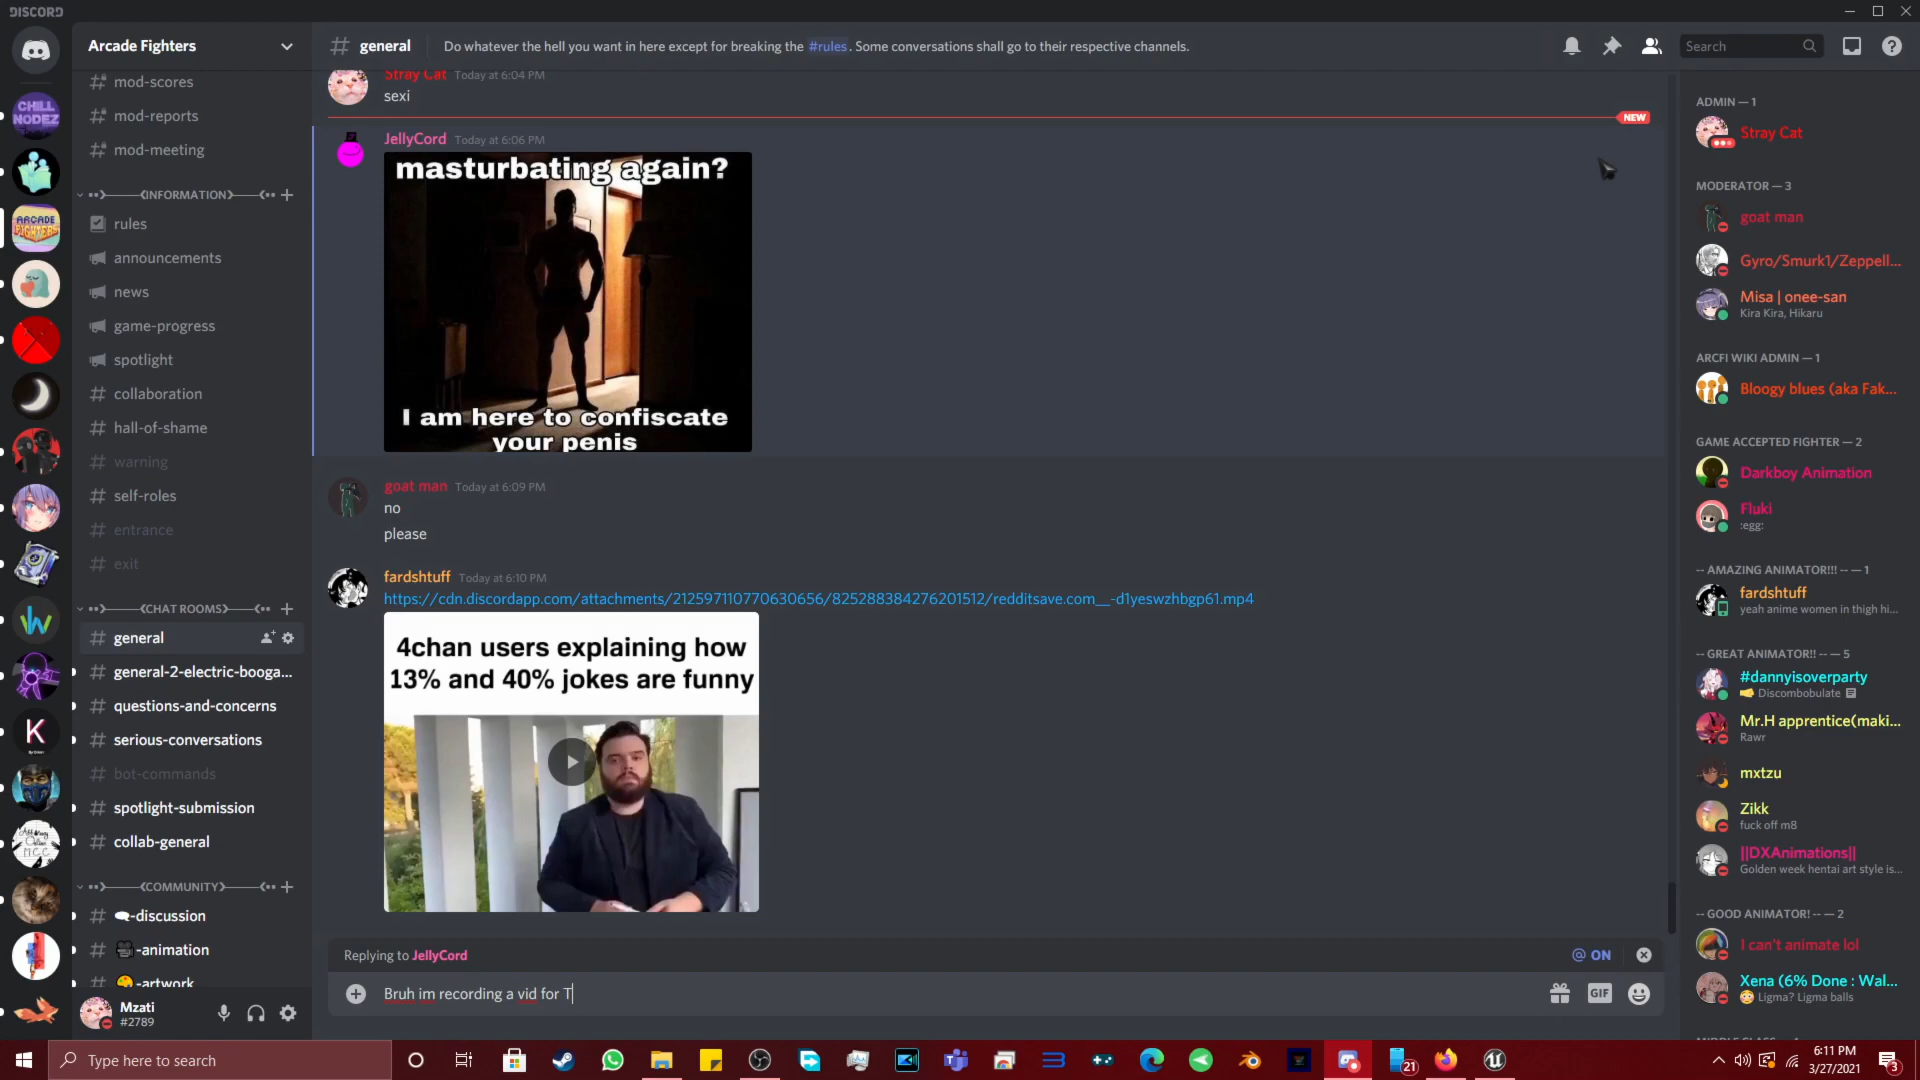 DISCORD
Arcade Fighters
general
Do whatever the hell you want in here except for breaking the #rules. Some conversations shall go to their respective channels.
Search
CHILL
NODEZ
ARCADE
FIGHTERS
K
mod-scores
mod-reports
mod-meeting
INFORMATION
rules
announcements
news
game-progress
spotlight
collaboration
hall-of-shame
warning
self-roles
entrance
exit
CHAT ROOMS
general
general-2-electric-booga...
questions-and-concerns
serious-conversations
bot-commands
spotlight-submission
collab-general
COMMUNITY
-discussion
-animation
-artwork
Mzati
#2789
Stray Cat Today at 6:04 PM
sexi
NEW
JellyCord Today at 6:06 PM
masturbating again?
I am here to confiscate
your penis
goat man Today at 6:09 PM
no
please
fardshtuff Today at 6:10 PM
https://cdn.discordapp.com/attachments/212597110770630656/825288384276201512/redditsave.com__-d1yeswzhbgp61.mp4
4chan users explaining how
13% and 40% jokes are funny
Replying to JellyCord
@ ON
Bruh im recording a vid for T
GIF
ADMIN — 1
Stray Cat
MODERATOR — 3
goat man
Gyro/Smurk1/Zeppell...
Misa | onee-san
Kira Kira, Hikaru
ARCFI WIKI ADMIN — 1
Bloogy blues (aka Fak...
GAME ACCEPTED FIGHTER — 2
Darkboy Animation
Fluki
:egg:
-- AMAZING ANIMATOR!!! -- — 1
fardshtuff
yeah anime women in thigh hi...
-- GREAT ANIMATOR!! -- — 5
#dannyisoverparty
Discombobulate
Mr.H apprentice(maki...
Rawr
mxtzu
Zikk
fuck off m8
||DXAnimations||
Golden week hentai art style is...
-- GOOD ANIMATOR! -- — 2
I can't animate lol
Xena (6% Done : Wal...
Ligma? Ligma balls
Type here to search
21
6:11 PM
3/27/2021
3